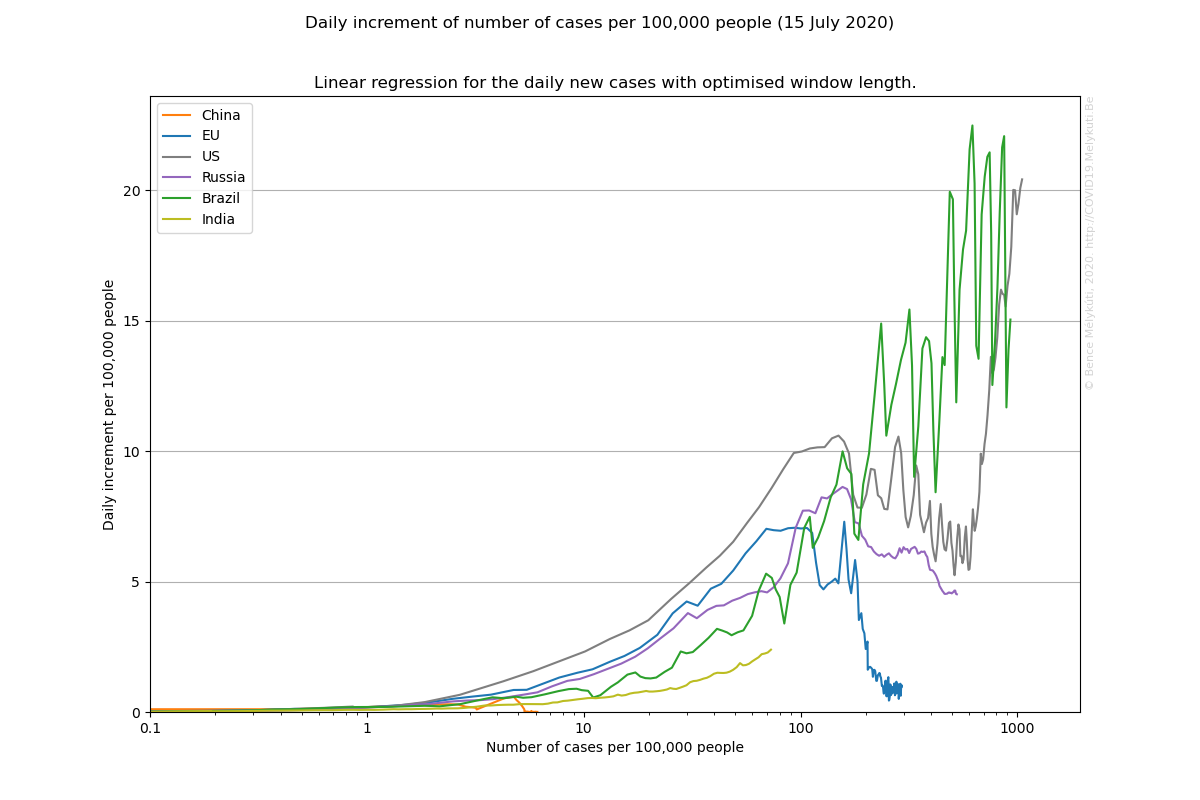 Daily increment of number of cases per 100,000 people (15 July 2020)
Linear regression for the daily new cases with optimised window length.
China
EU
US
Russia
Brazil
India
20
15
10
5
0
Daily increment per 100,000 people
0.1 1 10 100 1000
Number of cases per 100,000 people
© Bence Melykuti, 2020. http://COVID19.Melykuti.Be